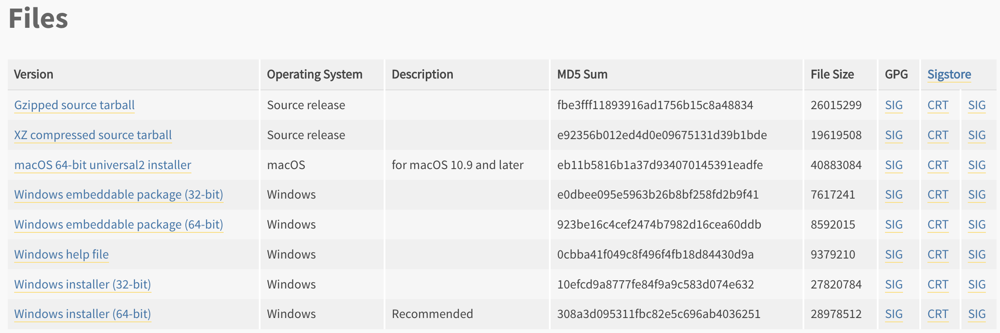 Files
Version Operating System Description MD5 Sum File Size GPG Sigstore
Gzipped source tarball Source release fbe3fff11893916ad1756b15c8a48834 26015299 SIG CRT SIG
XZ compressed source tarball Source release e92356b012ed4d0e09675131d39b1bde 19619508 SIG CRT SIG
macOS 64-bit universal2 installer macOS for macOS 10.9 and later eb11b5816b1a37d934070145391eadfe 40883084 SIG CRT SIG
Windows embeddable package (32-bit) Windows e0dbee095e5963b26b8bf258fd2b9f41 7617241 SIG CRT SIG
Windows embeddable package (64-bit) Windows 923be16c4cef2474b7982d16cea60ddb 8592015 SIG CRT SIG
Windows help file Windows 0cbba41f049c8f496f4fb18d84430d9a 9379210 SIG CRT SIG
Windows installer (32-bit) Windows 10efcd9a8777fe84f9a9c583d074e632 27820784 SIG CRT SIG
Windows installer (64-bit) Windows Recommended 308a3d095311fbc82e5c696ab4036251 28978512 SIG CRT SIG